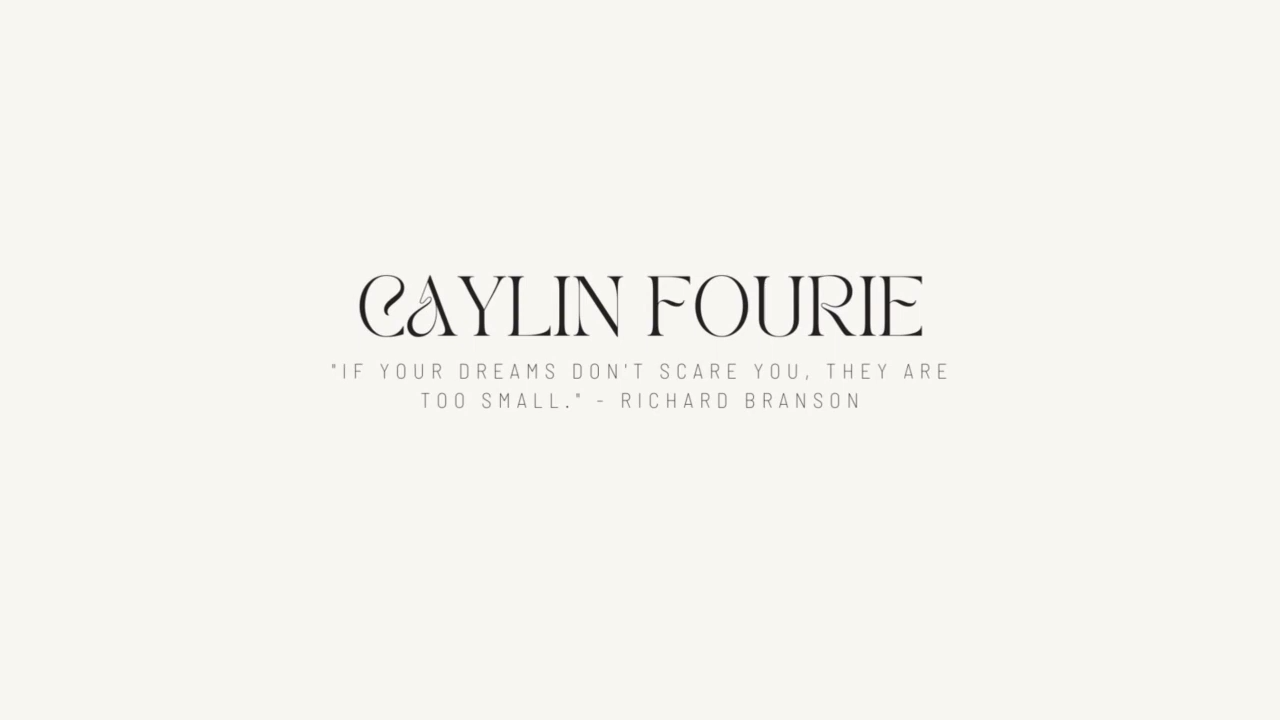 CAYLIN FOURIE
"IF YOUR DREAMS DON'T SCARE YOU, THEY ARE
TOO SMALL." - RICHARD BRANSON